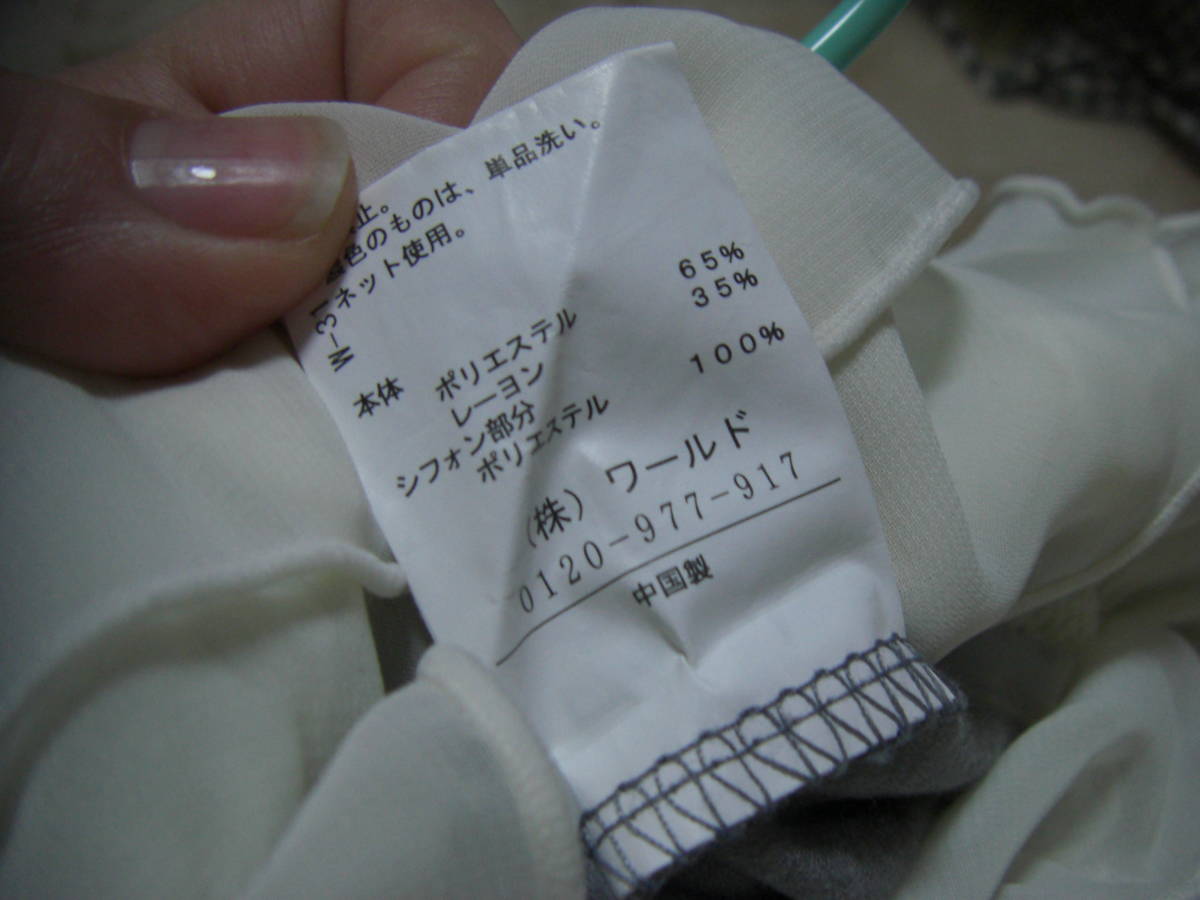 止。
色のものは、単品洗い。
ネット使用。
W-31
本体 ポリエステル 65%
レーヨン 35%
シフォン部分
ポリエステル 100%
(株) ワールド
0120-977-917
中国製